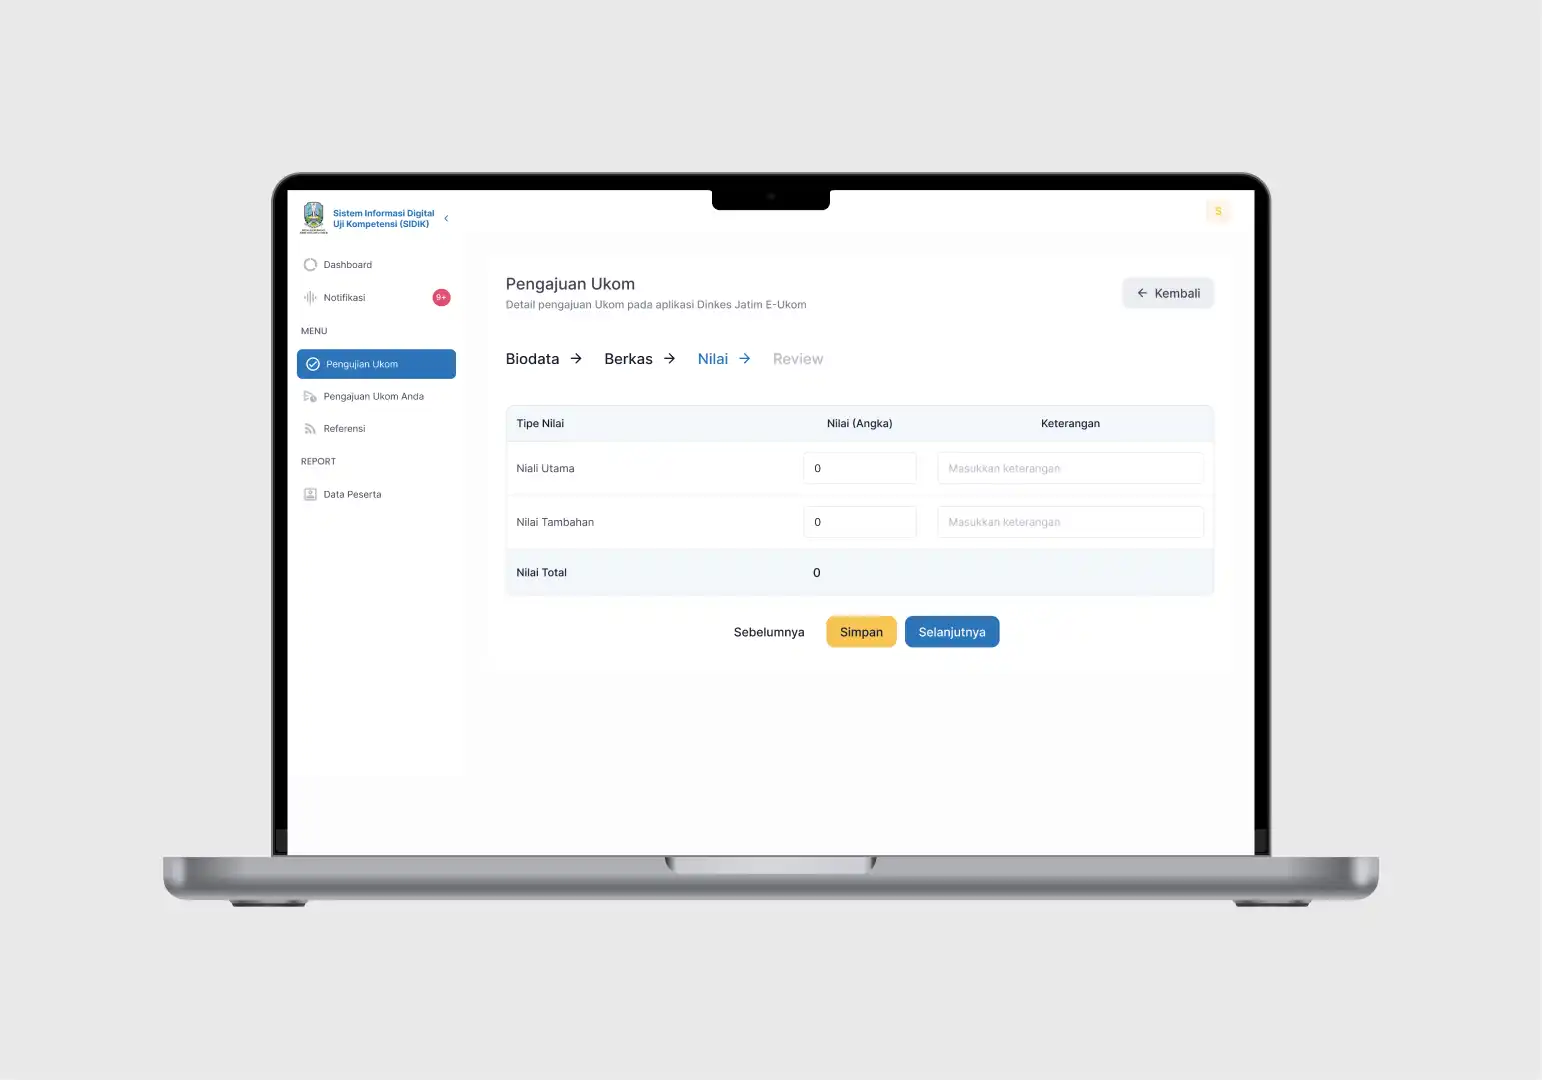 Sistem Informasi Digital
Uji Kompetensi (SIDIK)
S
Dashboard
Notifikasi
9+
MENU
Pengujian Ukom
Pengajuan Ukom Anda
Referensi
REPORT
Data Peserta
Pengajuan Ukom
Detail pengajuan Ukom pada aplikasi Dinkes Jatim E-Ukom
Kembali
Biodata → Berkas → Nilai → Review
Tipe Nilai Nilai (Angka) Keterangan
Niali Utama 0 Masukkan keterangan
Nilai Tambahan 0 Masukkan keterangan
Nilai Total 0
Sebelumnya Simpan Selanjutnya